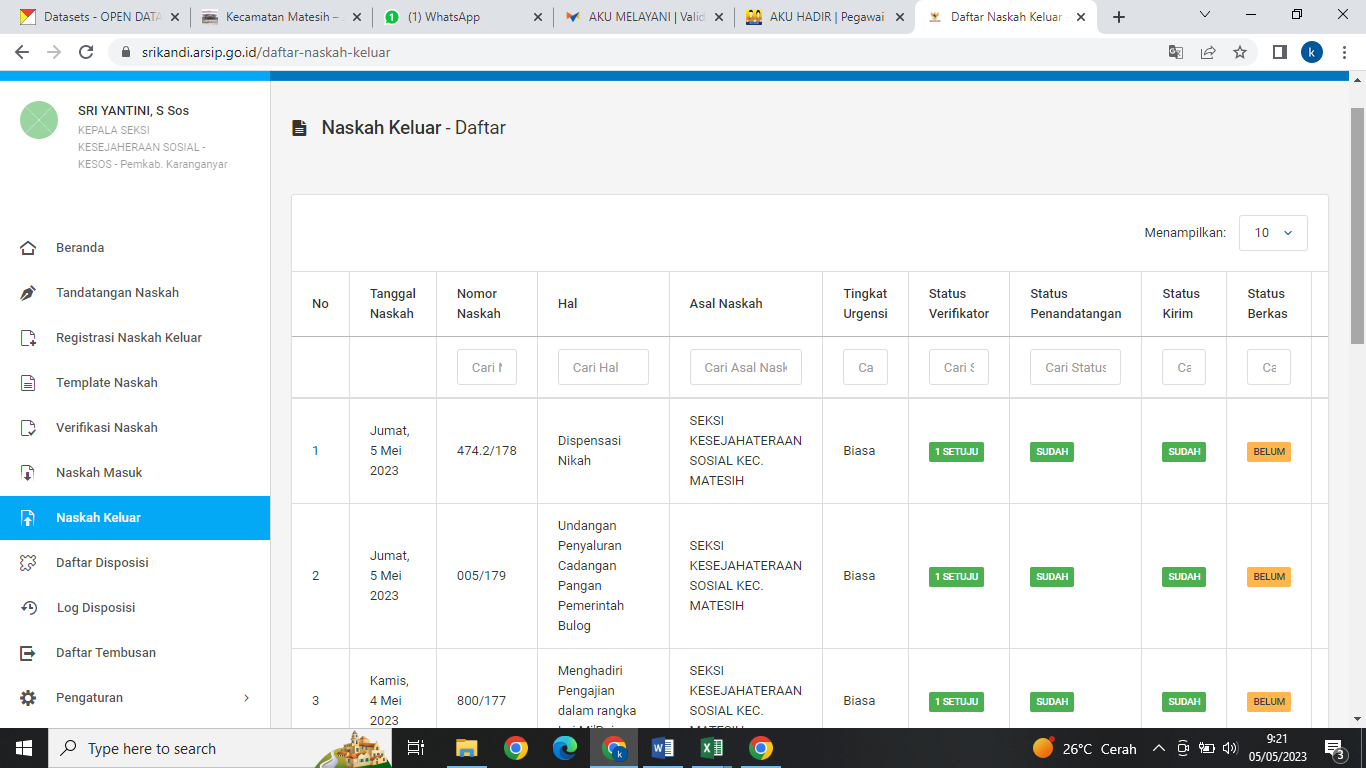 Datasets - OPEN DATA
Kecamatan Matesih –
(1) WhatsApp
AKU MELAYANI | Valid
AKU HADIR | Pegawai
Daftar Naskah Keluar -
srikandi.arsip.go.id/daftar-naskah-keluar
k
SRI YANTINI, S Sos
KEPALA SEKSI
KESEJAHERAAN SOSIAL -
KESOS - Pemkab. Karanganyar
Beranda
Tandatangan Naskah
Registrasi Naskah Keluar
Template Naskah
Verifikasi Naskah
Naskah Masuk
Naskah Keluar
Daftar Disposisi
Log Disposisi
Daftar Tembusan
Pengaturan
Naskah Keluar - Daftar
Menampilkan: 10
No
Tanggal
Naskah
Nomor
Naskah
Hal
Asal Naskah
Tingkat
Urgensi
Status
Verifikator
Status
Penandatangan
Status
Kirim
Status
Berkas
Cari Hal
Cari Asal Nask
Ca
Cari S
Cari Status
Ca
Ca
1
Jumat,
5 Mei
2023
474.2/178
Dispensasi
Nikah
SEKSI
KESEJAHATERAAN
SOSIAL KEC.
MATESIH
Biasa
1 SETUJU
SUDAH
SUDAH
BELUM
2
Jumat,
5 Mei
2023
005/179
Undangan
Penyaluran
Cadangan
Pangan
Pemerintah
Bulog
SEKSI
KESEJAHATERAAN
SOSIAL KEC.
MATESIH
Biasa
1 SETUJU
SUDAH
SUDAH
BELUM
3
Kamis,
4 Mei
2023
800/177
Menghadiri
Pengajian
dalam rangka
SEKSI
KESEJAHATERAAN
SOSIAL KEC.
Biasa
1 SETUJU
SUDAH
SUDAH
BELUM
Type here to search
26°C Cerah
9:21
05/05/2023
3